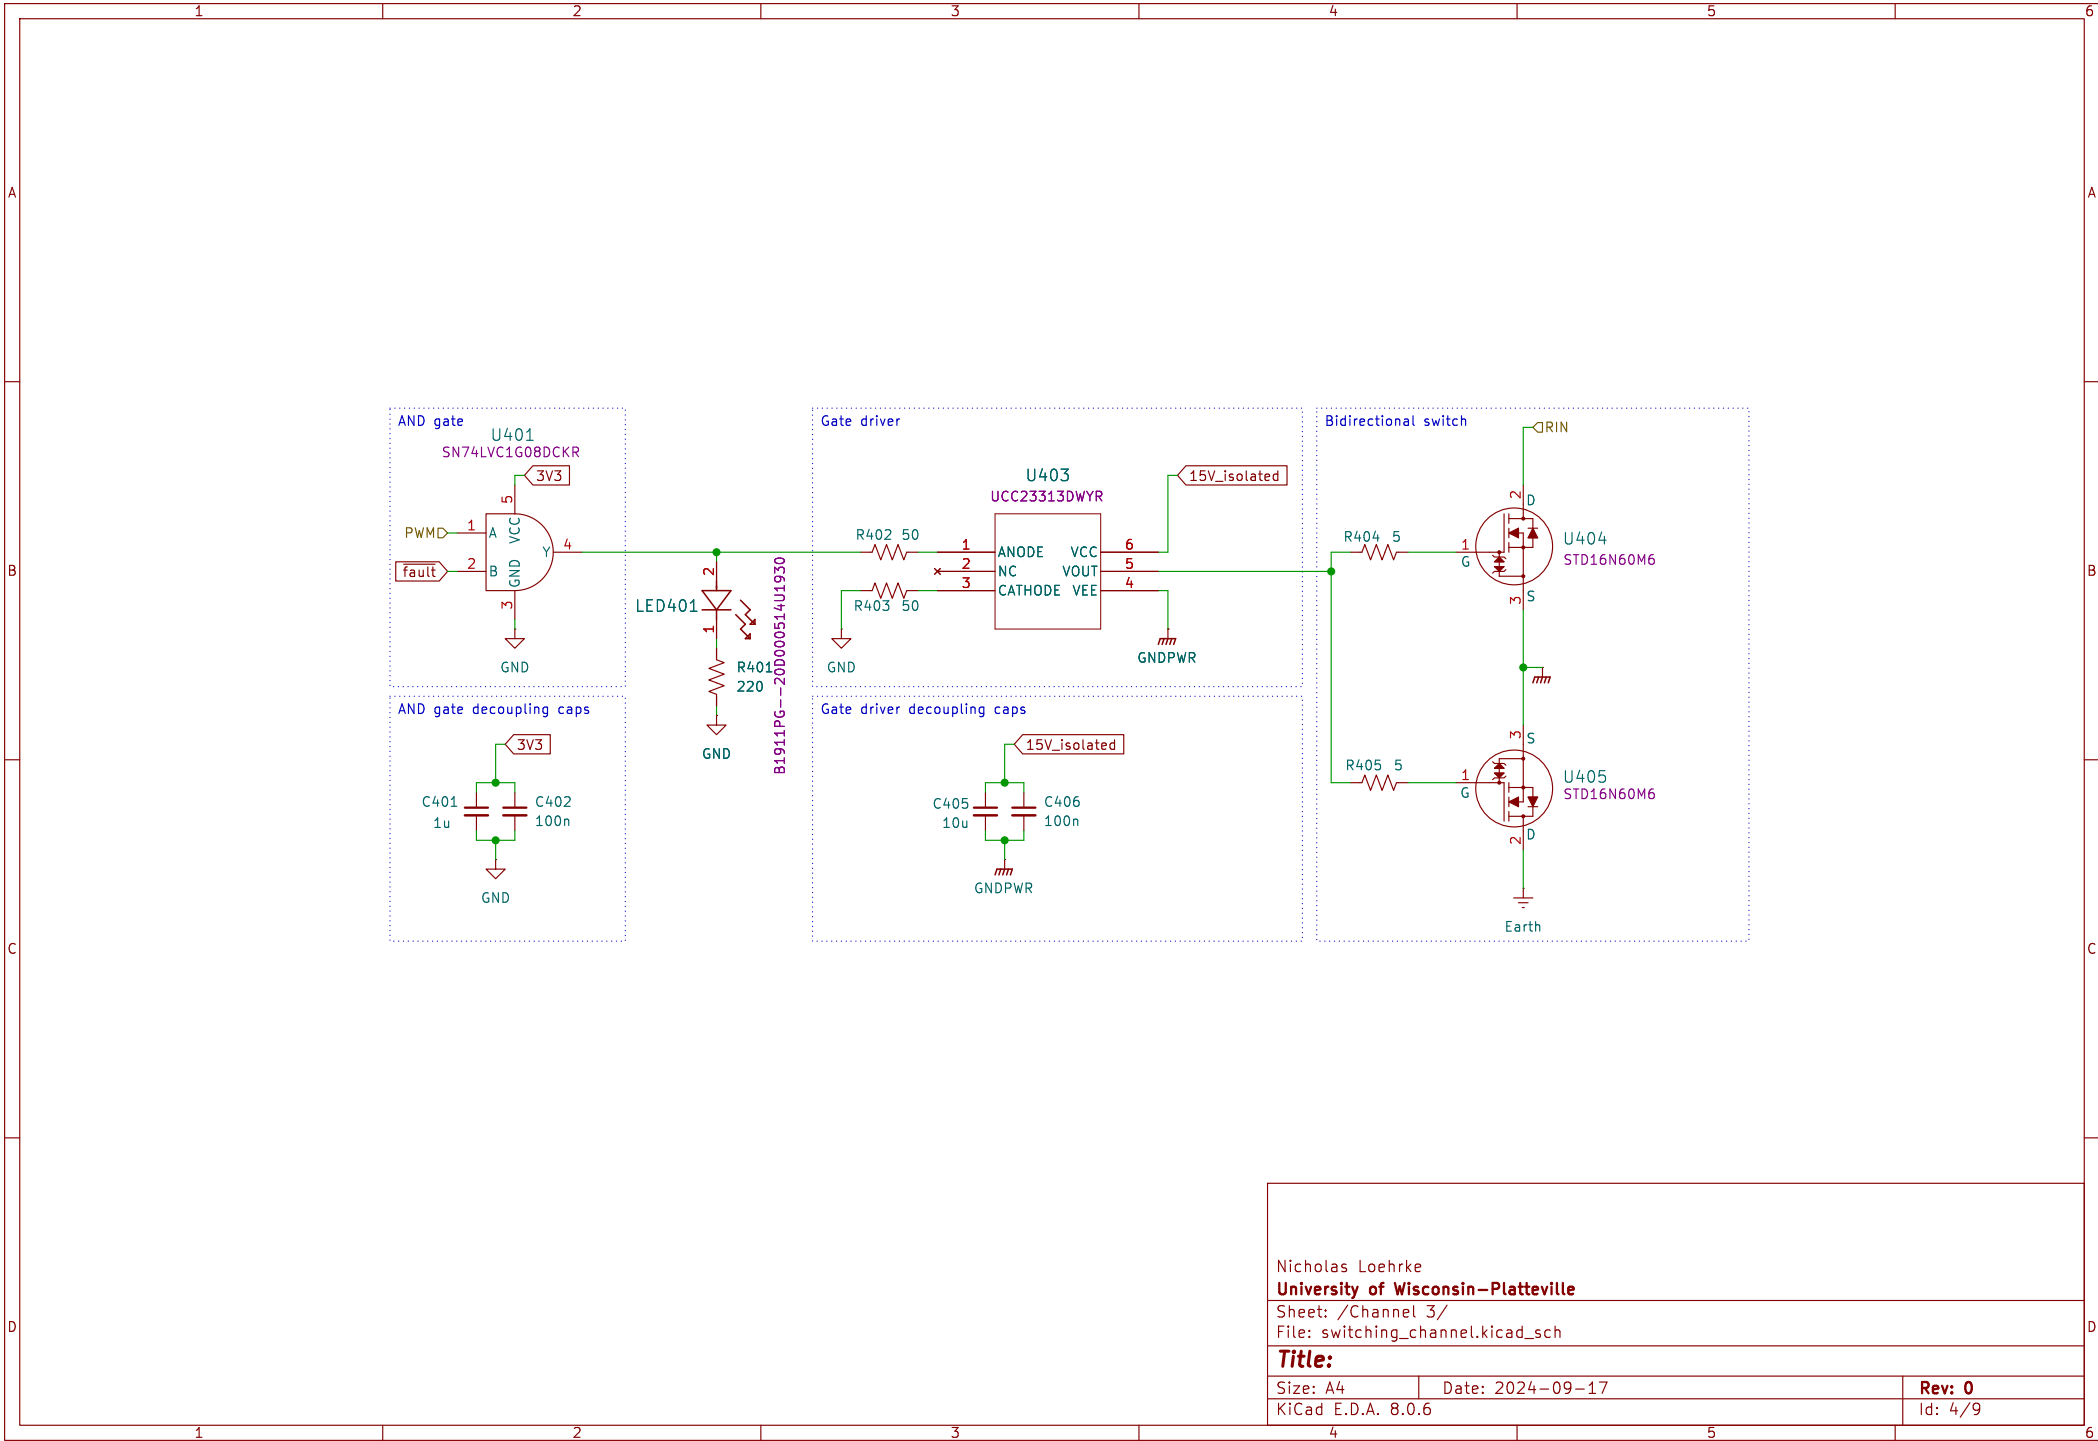 1 2 3 4 5 6
A A
B B
C C
D D
AND gate
U401
SN74LVC1G08DCKR
3V3
5
VCC
PWM
1
A
Y
4
fault
2
B
GND
3
GND
AND gate decoupling caps
3V3
C401
1u
C402
100n
GND
2
LED401
1
B1911PG--20D000514U1930
R401
220
GND
Gate driver
U403
UCC23313DWYR
15V_isolated
R402 50
1 ANODE VCC 6
2 NC VOUT 5
3 CATHODE VEE 4
R403 50
GND
GNDPWR
Gate driver decoupling caps
15V_isolated
C405
10u
C406
100n
GNDPWR
Bidirectional switch
RIN
2
D
R404 5
1
G
U404
STD16N60M6
S
3
3
S
R405 5
1
G
U405
STD16N60M6
D
2
Earth
Nicholas Loehrke
University of Wisconsin-Platteville
Sheet: /Channel 3/
File: switching_channel.kicad_sch
Title:
Size: A4 Date: 2024-09-17 Rev: 0
KiCad E.D.A. 8.0.6 Id: 4/9
1 2 3 4 5 6